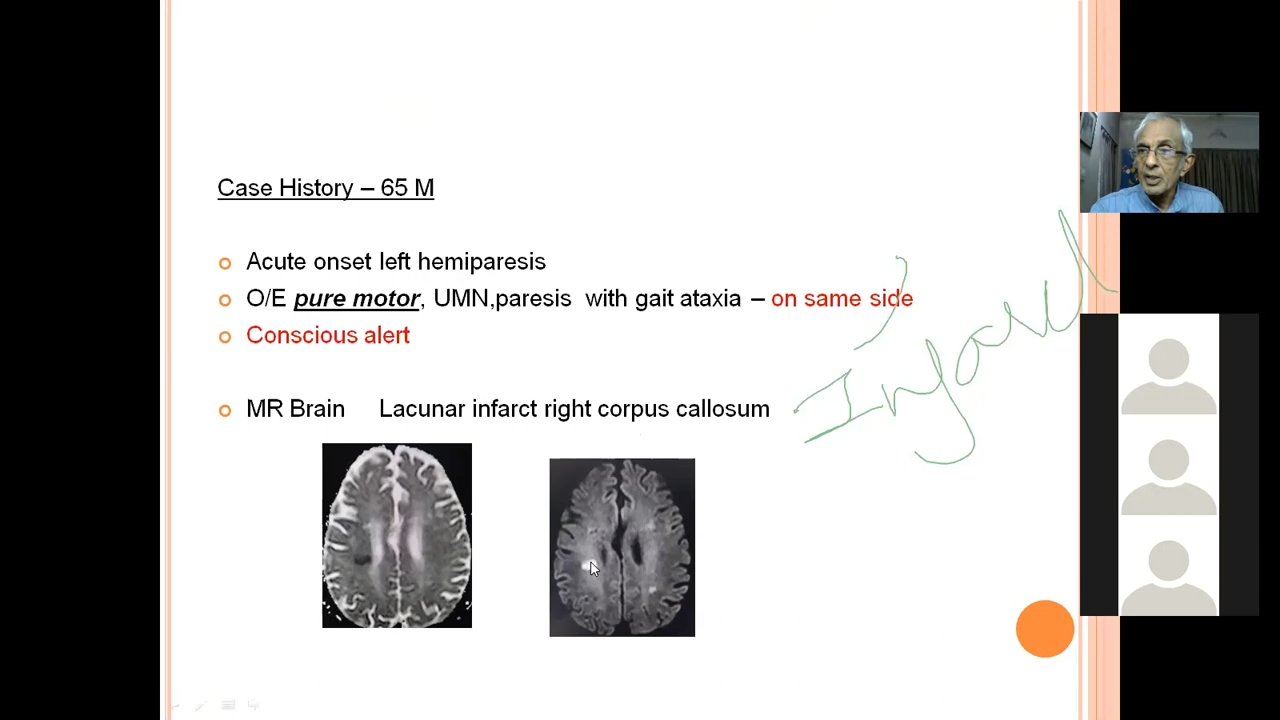 Case History – 65 M
Acute onset left hemiparesis
O/E pure motor, UMN,paresis with gait ataxia – on same side
Conscious alert
MR Brain Lacunar infarct right corpus callosum
Infarct